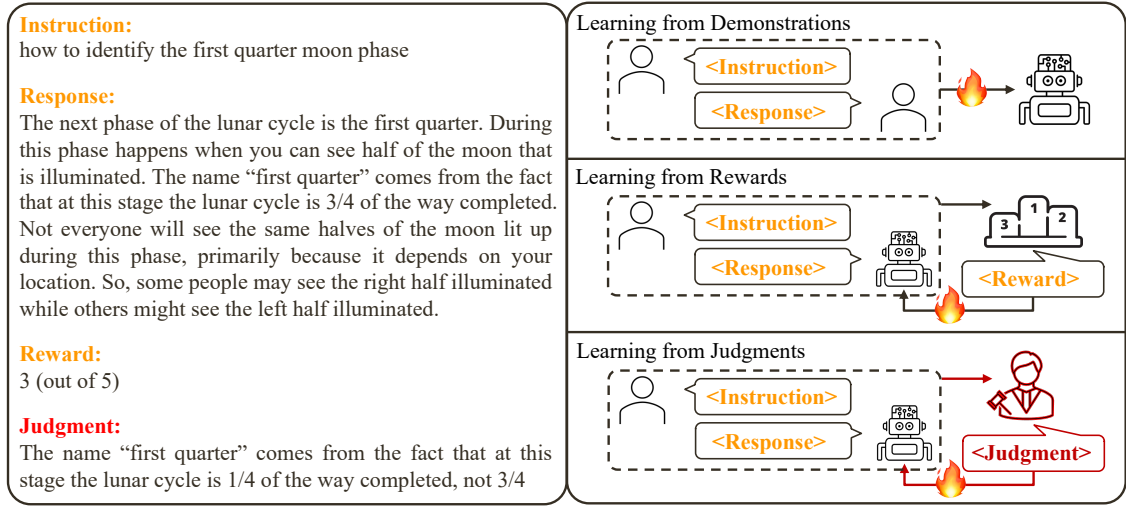 Instruction:
how to identify the first quarter moon phase
Response:
The next phase of the lunar cycle is the first quarter. During
this phase happens when you can see half of the moon that
is illuminated. The name “first quarter” comes from the fact
that at this stage the lunar cycle is 3/4 of the way completed.
Not everyone will see the same halves of the moon lit up
during this phase, primarily because it depends on your
location. So, some people may see the right half illuminated
while others might see the left half illuminated.
Reward:
3 (out of 5)
Judgment:
The name “first quarter” comes from the fact that at this
stage the lunar cycle is 1/4 of the way completed, not 3/4
Learning from Demonstrations
<Instruction>
<Response>
Learning from Rewards
<Instruction>
<Response>
3 1 2
<Reward>
Learning from Judgments
<Instruction>
<Response>
<Judgment>